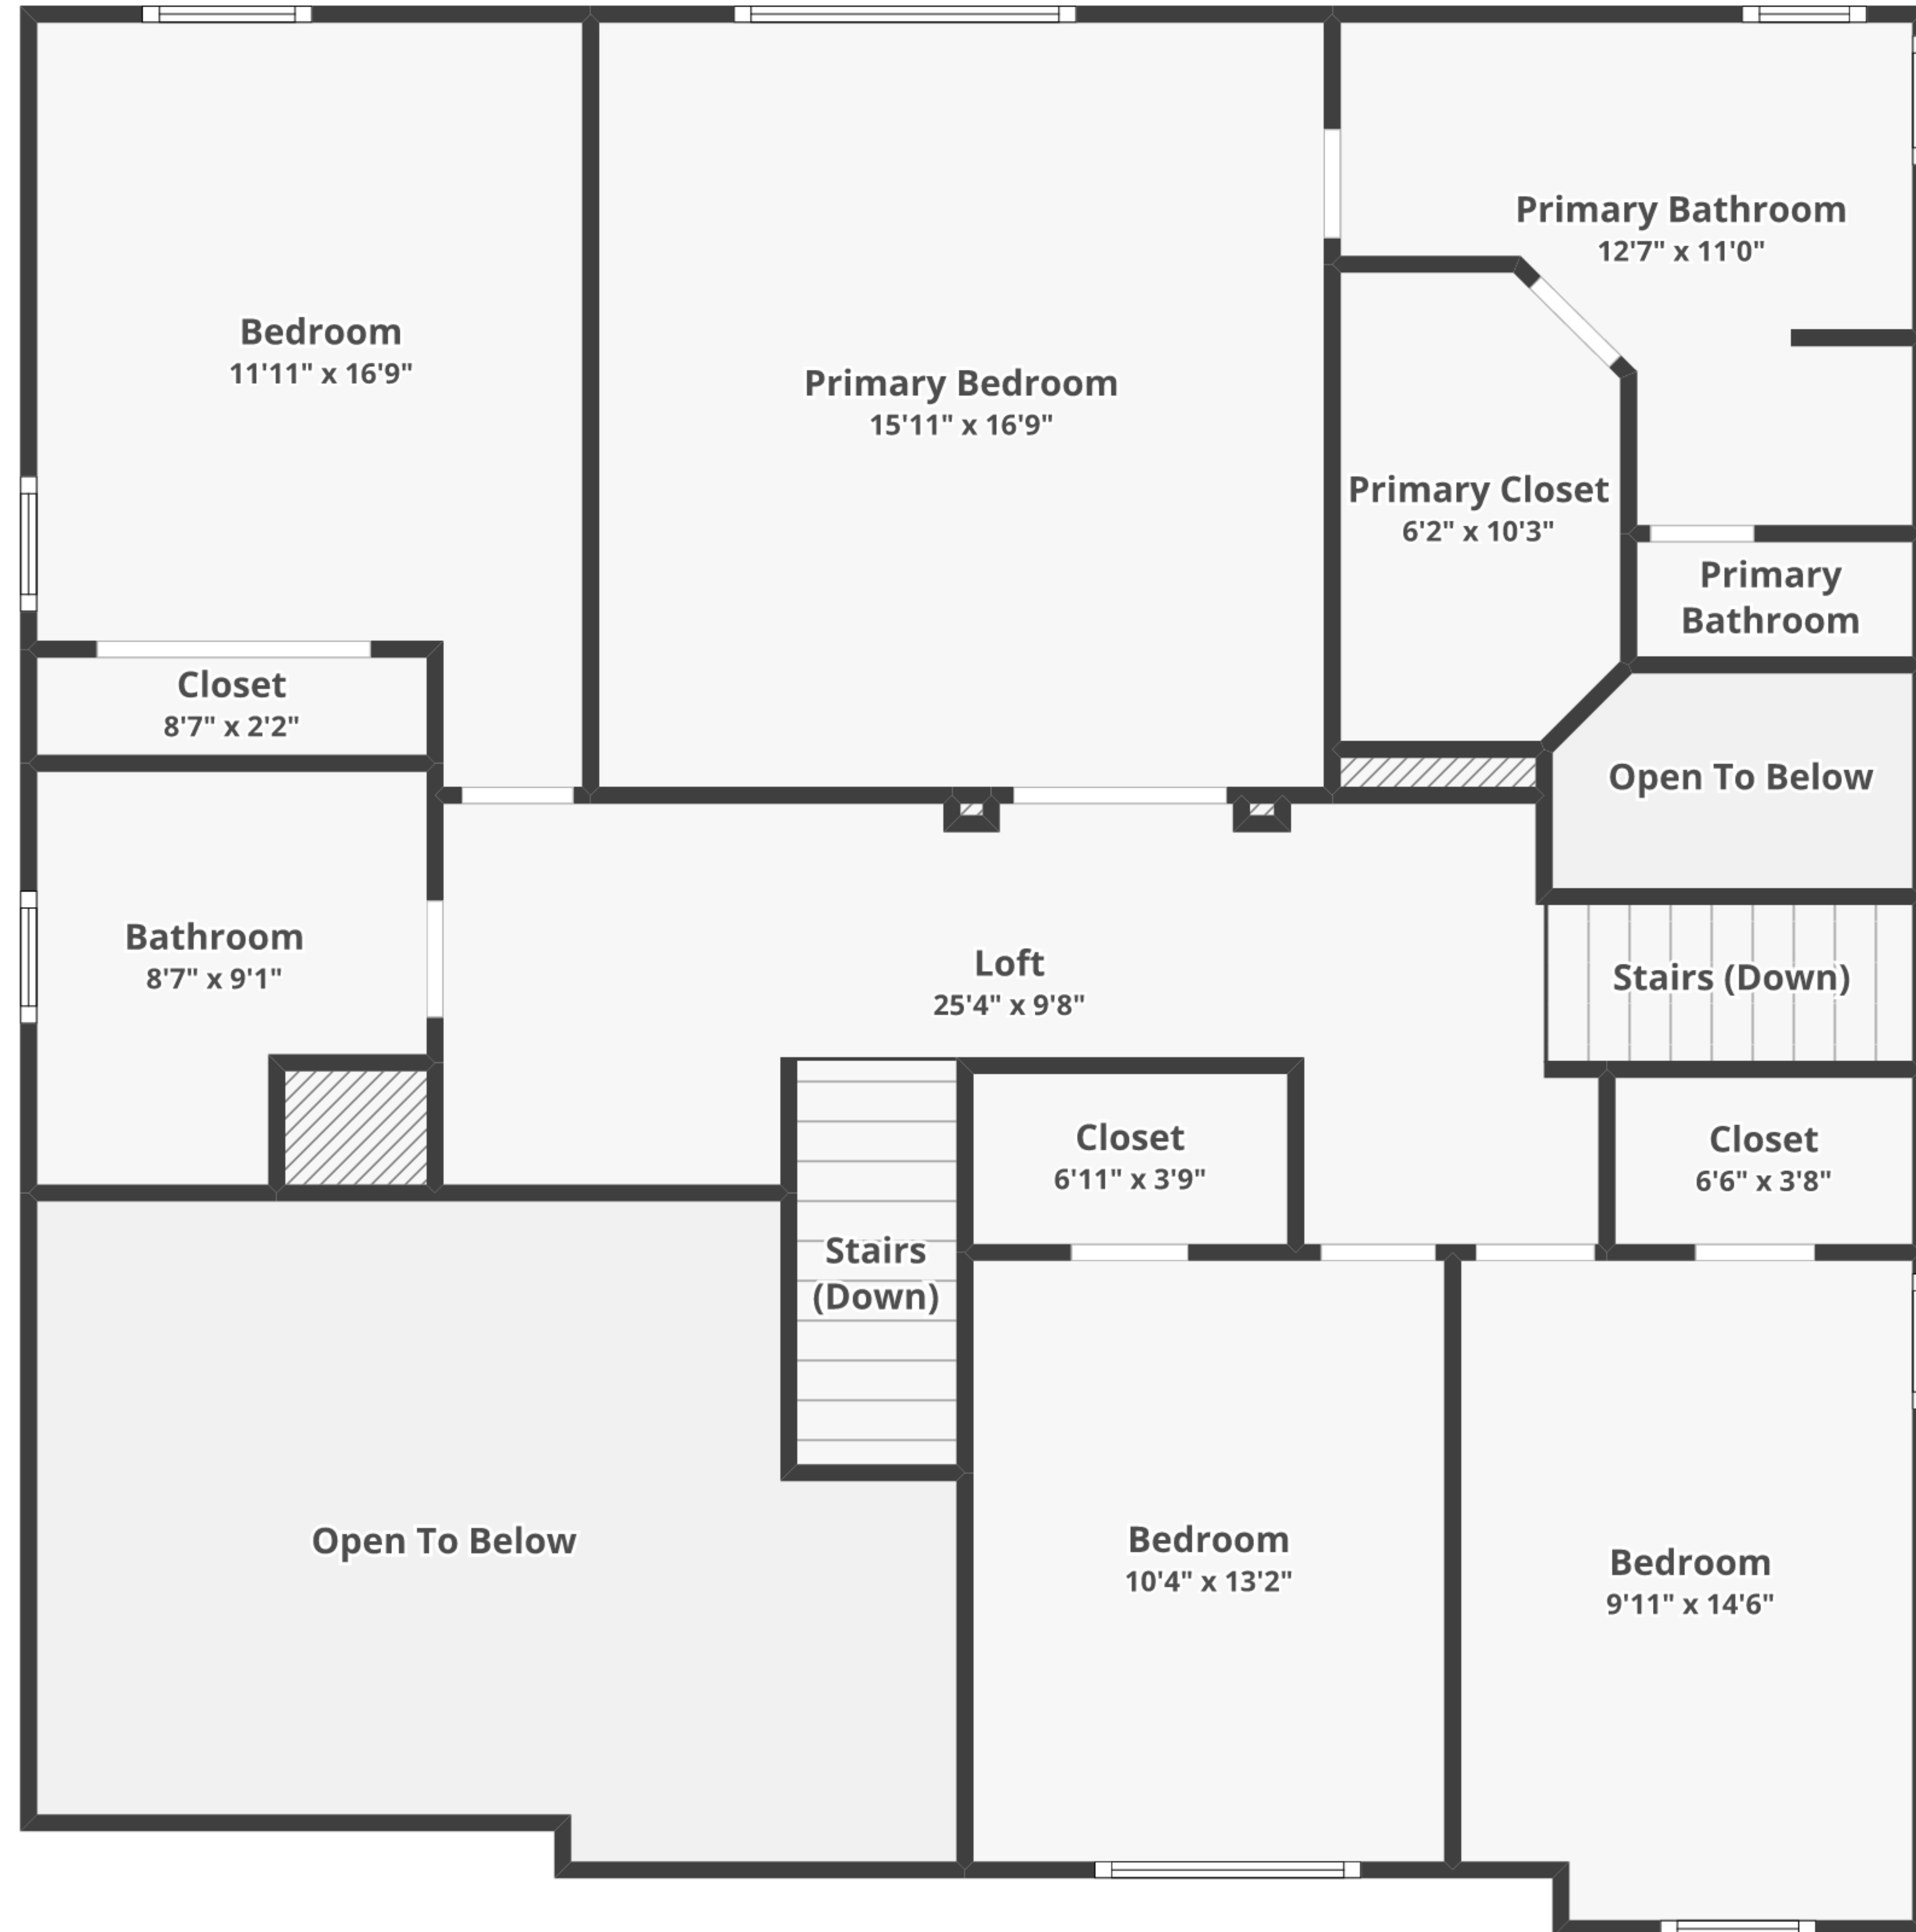 Primary Bathroom
12'7" x 11'0"
Bedroom
11'11" x 16'9"
Primary Bedroom
15'11" x 16'9"
Primary Closet
6'2" x 10'3"
Primary
Bathroom
Closet
8'7" x 2'2"
Open To Below
Bathroom
8'7" x 9'1"
Loft
25'4" x 9'8"
Stairs (Down)
Closet
6'11" x 3'9"
Closet
6'6" x 3'8"
Stairs
(Down)
Open To Below
Bedroom
10'4" x 13'2"
Bedroom
9'11" x 14'6"